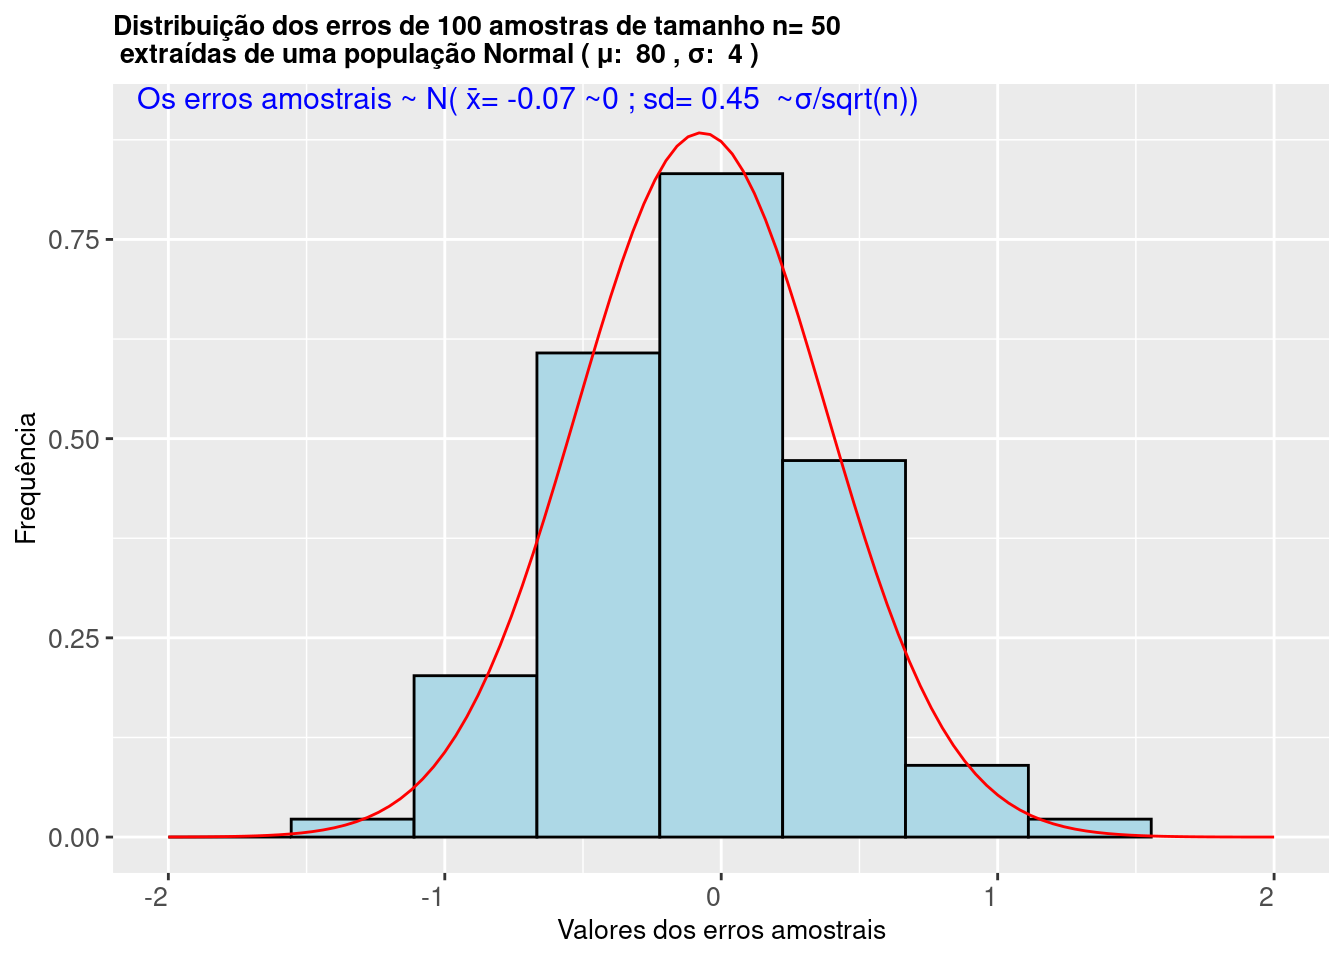 Distribuição dos erros de 100 amostras de tamanho n= 50
extraídas de uma população Normal ( μ:  80 , σ:  4 )
Os erros amostrais ~ N( x̄= -0.07 ~0 ; sd= 0.45  ~σ/sqrt(n))
Frequência
0.75
0.50
0.25
0.00
-2
-1
0
1
2
Valores dos erros amostrais